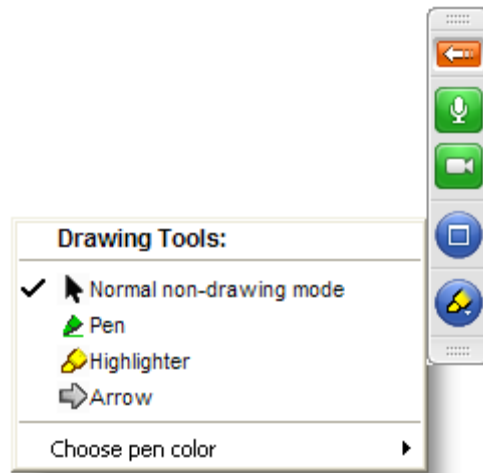 Drawing Tools:
Normal non-drawing mode
Pen
Highlighter
Arrow
Choose pen color